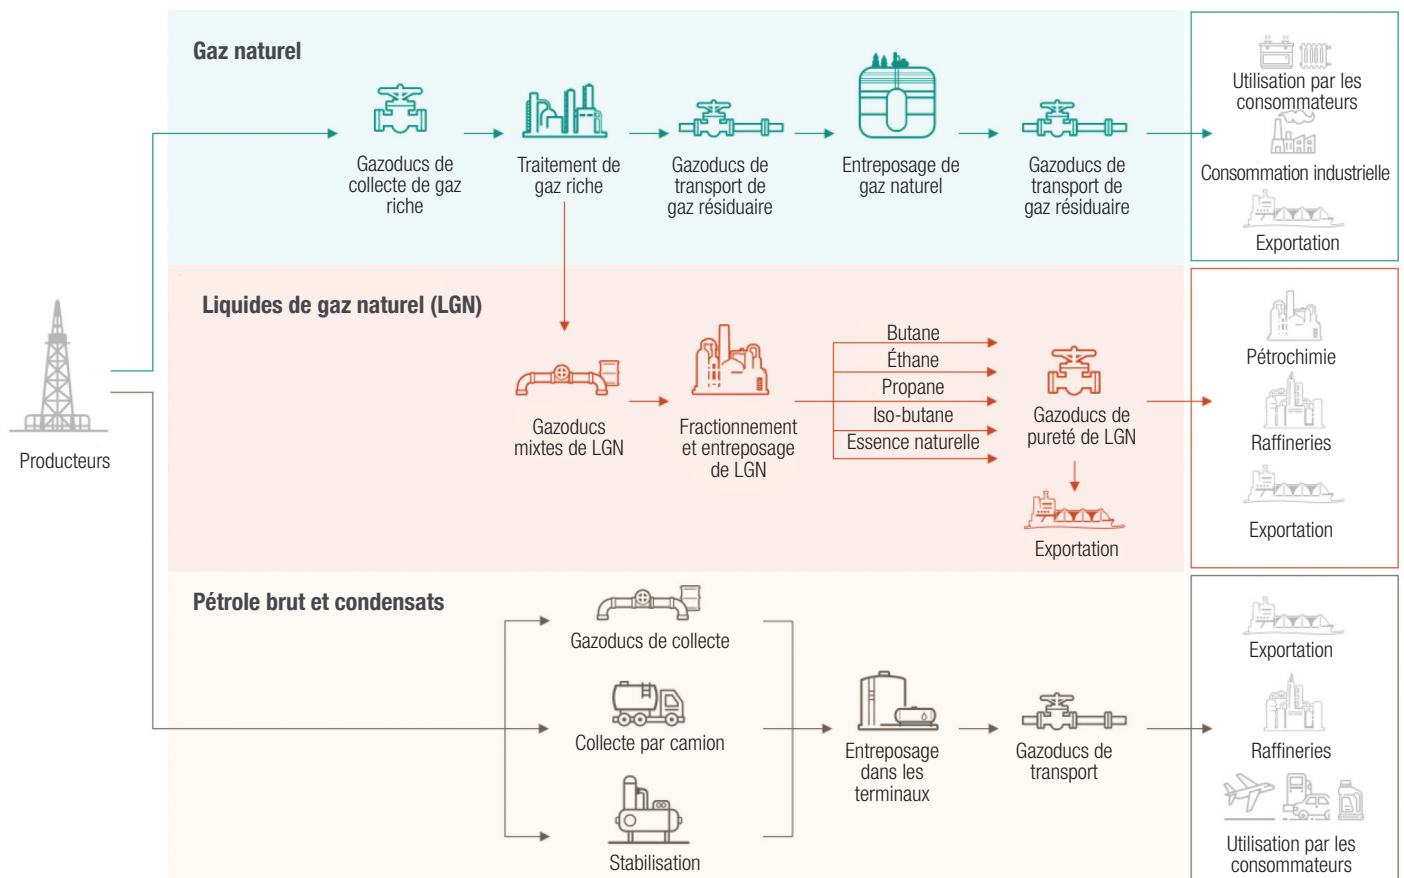 Gaz naturel
Gazoducs de
collecte de gaz
riche
Traitement de
gaz riche
Gazoducs de
transport de
gaz résiduaire
Entreposage de
gaz naturel
Gazoducs de
transport de
gaz résiduaire
Utilisation par les
consommateurs
Consommation industrielle
Exportation
Producteurs
Liquides de gaz naturel (LGN)
Gazoducs
mixtes de LGN
Fractionnement
et entreposage
de LGN
Butane
Éthane
Propane
Iso-butane
Essence naturelle
Gazoducs de
pureté de LGN
Exportation
Pétrochimie
Raffineries
Exportation
Pétrole brut et condensats
Gazoducs de collecte
Collecte par camion
Stabilisation
Entreposage
dans les
terminaux
Gazoducs de
transport
Exportation
Raffineries
Utilisation par les
consommateurs